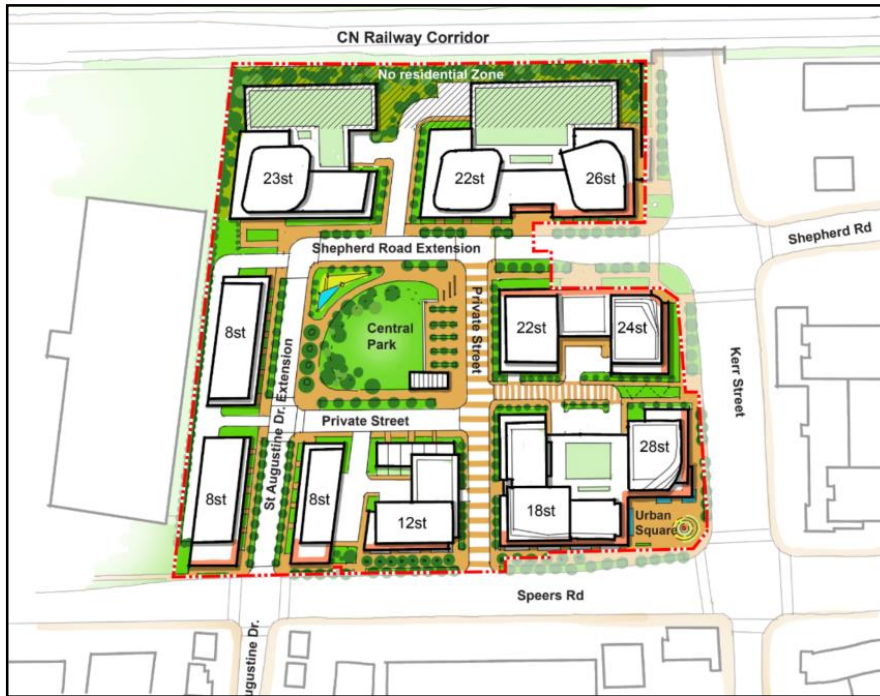 CN Railway Corridor
No residential Zone
23st
22st
26st
Shepherd Road Extension
Shepherd Rd
8st
Central
Park
Private Street
22st
24st
Kerr Street
St Augustine Dr. Extension
Private Street
8st
8st
12st
18st
28st
Urban
Square
Speers Rd
ugustine Dr.